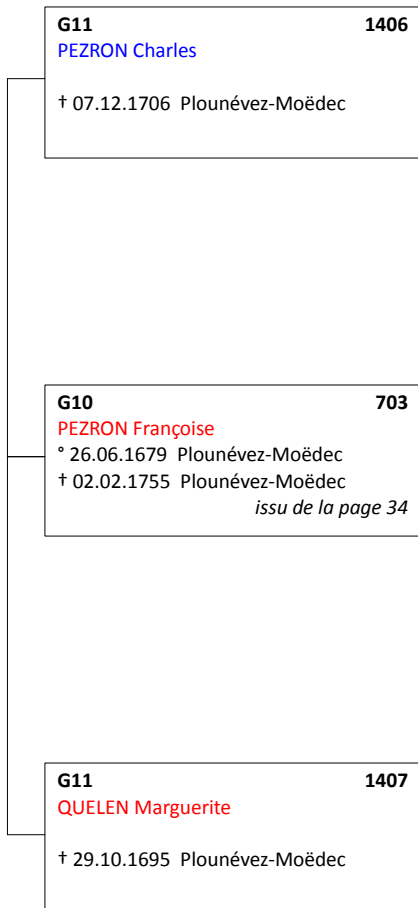 G11 1406
PEZRON Charles
† 07.12.1706 Plounévez-Moëdec
G10 703
PEZRON Françoise
° 26.06.1679 Plounévez-Moëdec
† 02.02.1755 Plounévez-Moëdec
issu de la page 34
G11 1407
QUELEN Marguerite
† 29.10.1695 Plounévez-Moëdec